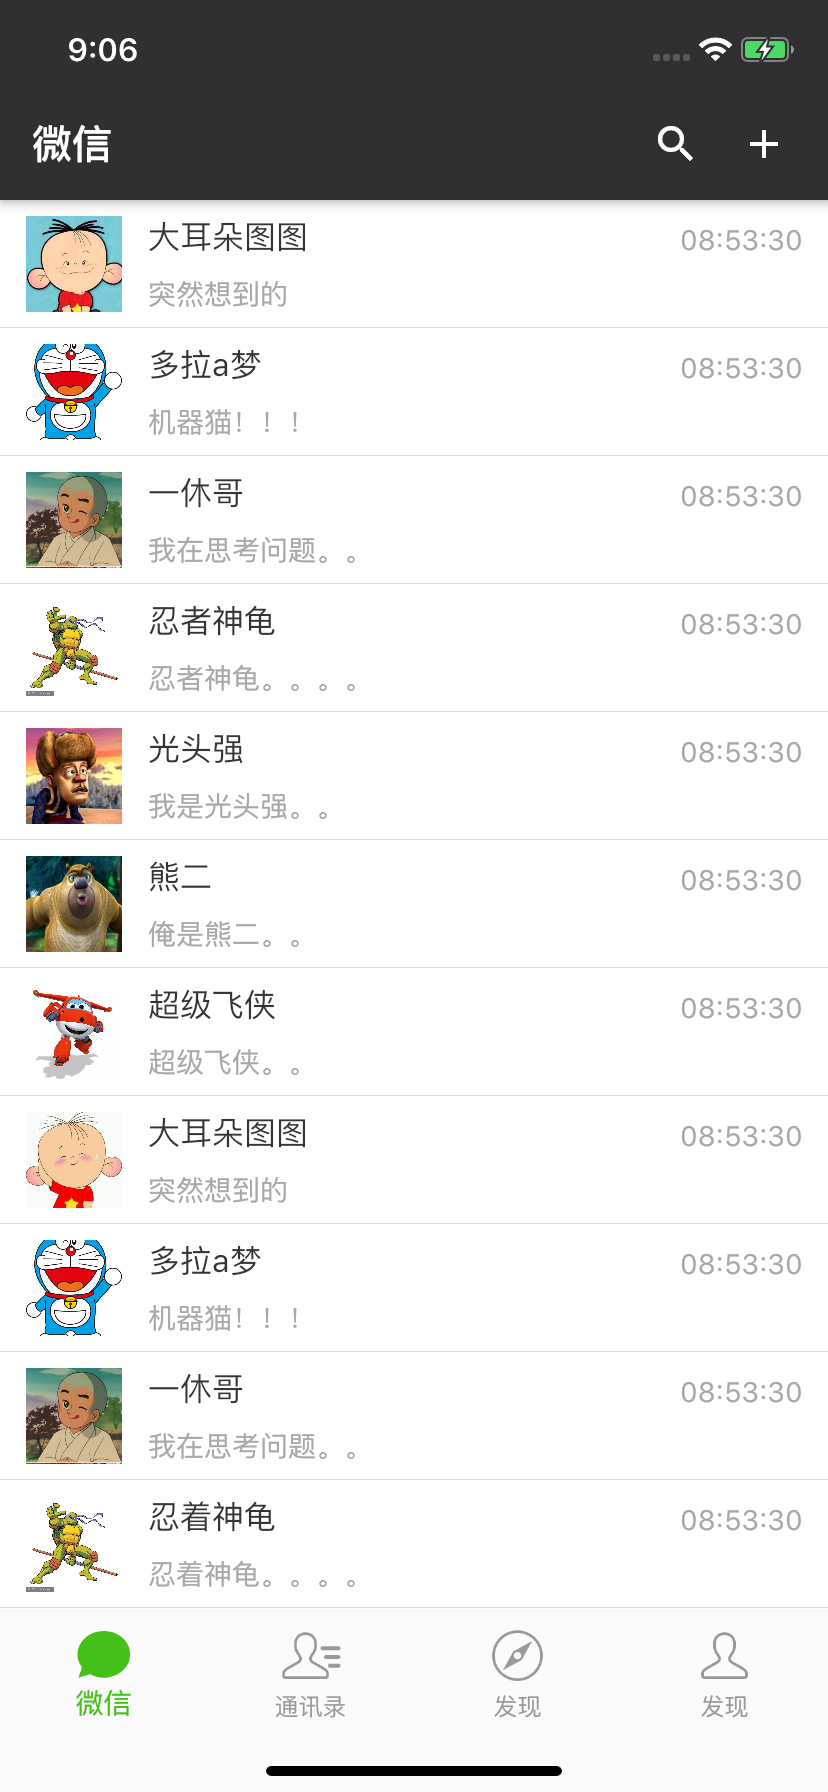 9:06
微信
大耳朵图图 08:53:30
突然想到的
多拉a梦 08:53:30
机器猫！！！
一休哥 08:53:30
我在思考问题。。
忍者神龟 08:53:30
忍者神龟。。。。
光头强 08:53:30
我是光头强。。
熊二 08:53:30
俺是熊二。。
超级飞侠 08:53:30
超级飞侠。。
大耳朵图图 08:53:30
突然想到的
多拉a梦 08:53:30
机器猫！！！
一休哥 08:53:30
我在思考问题。。
忍着神龟 08:53:30
忍着神龟。。。。
微信 通讯录 发现 发现